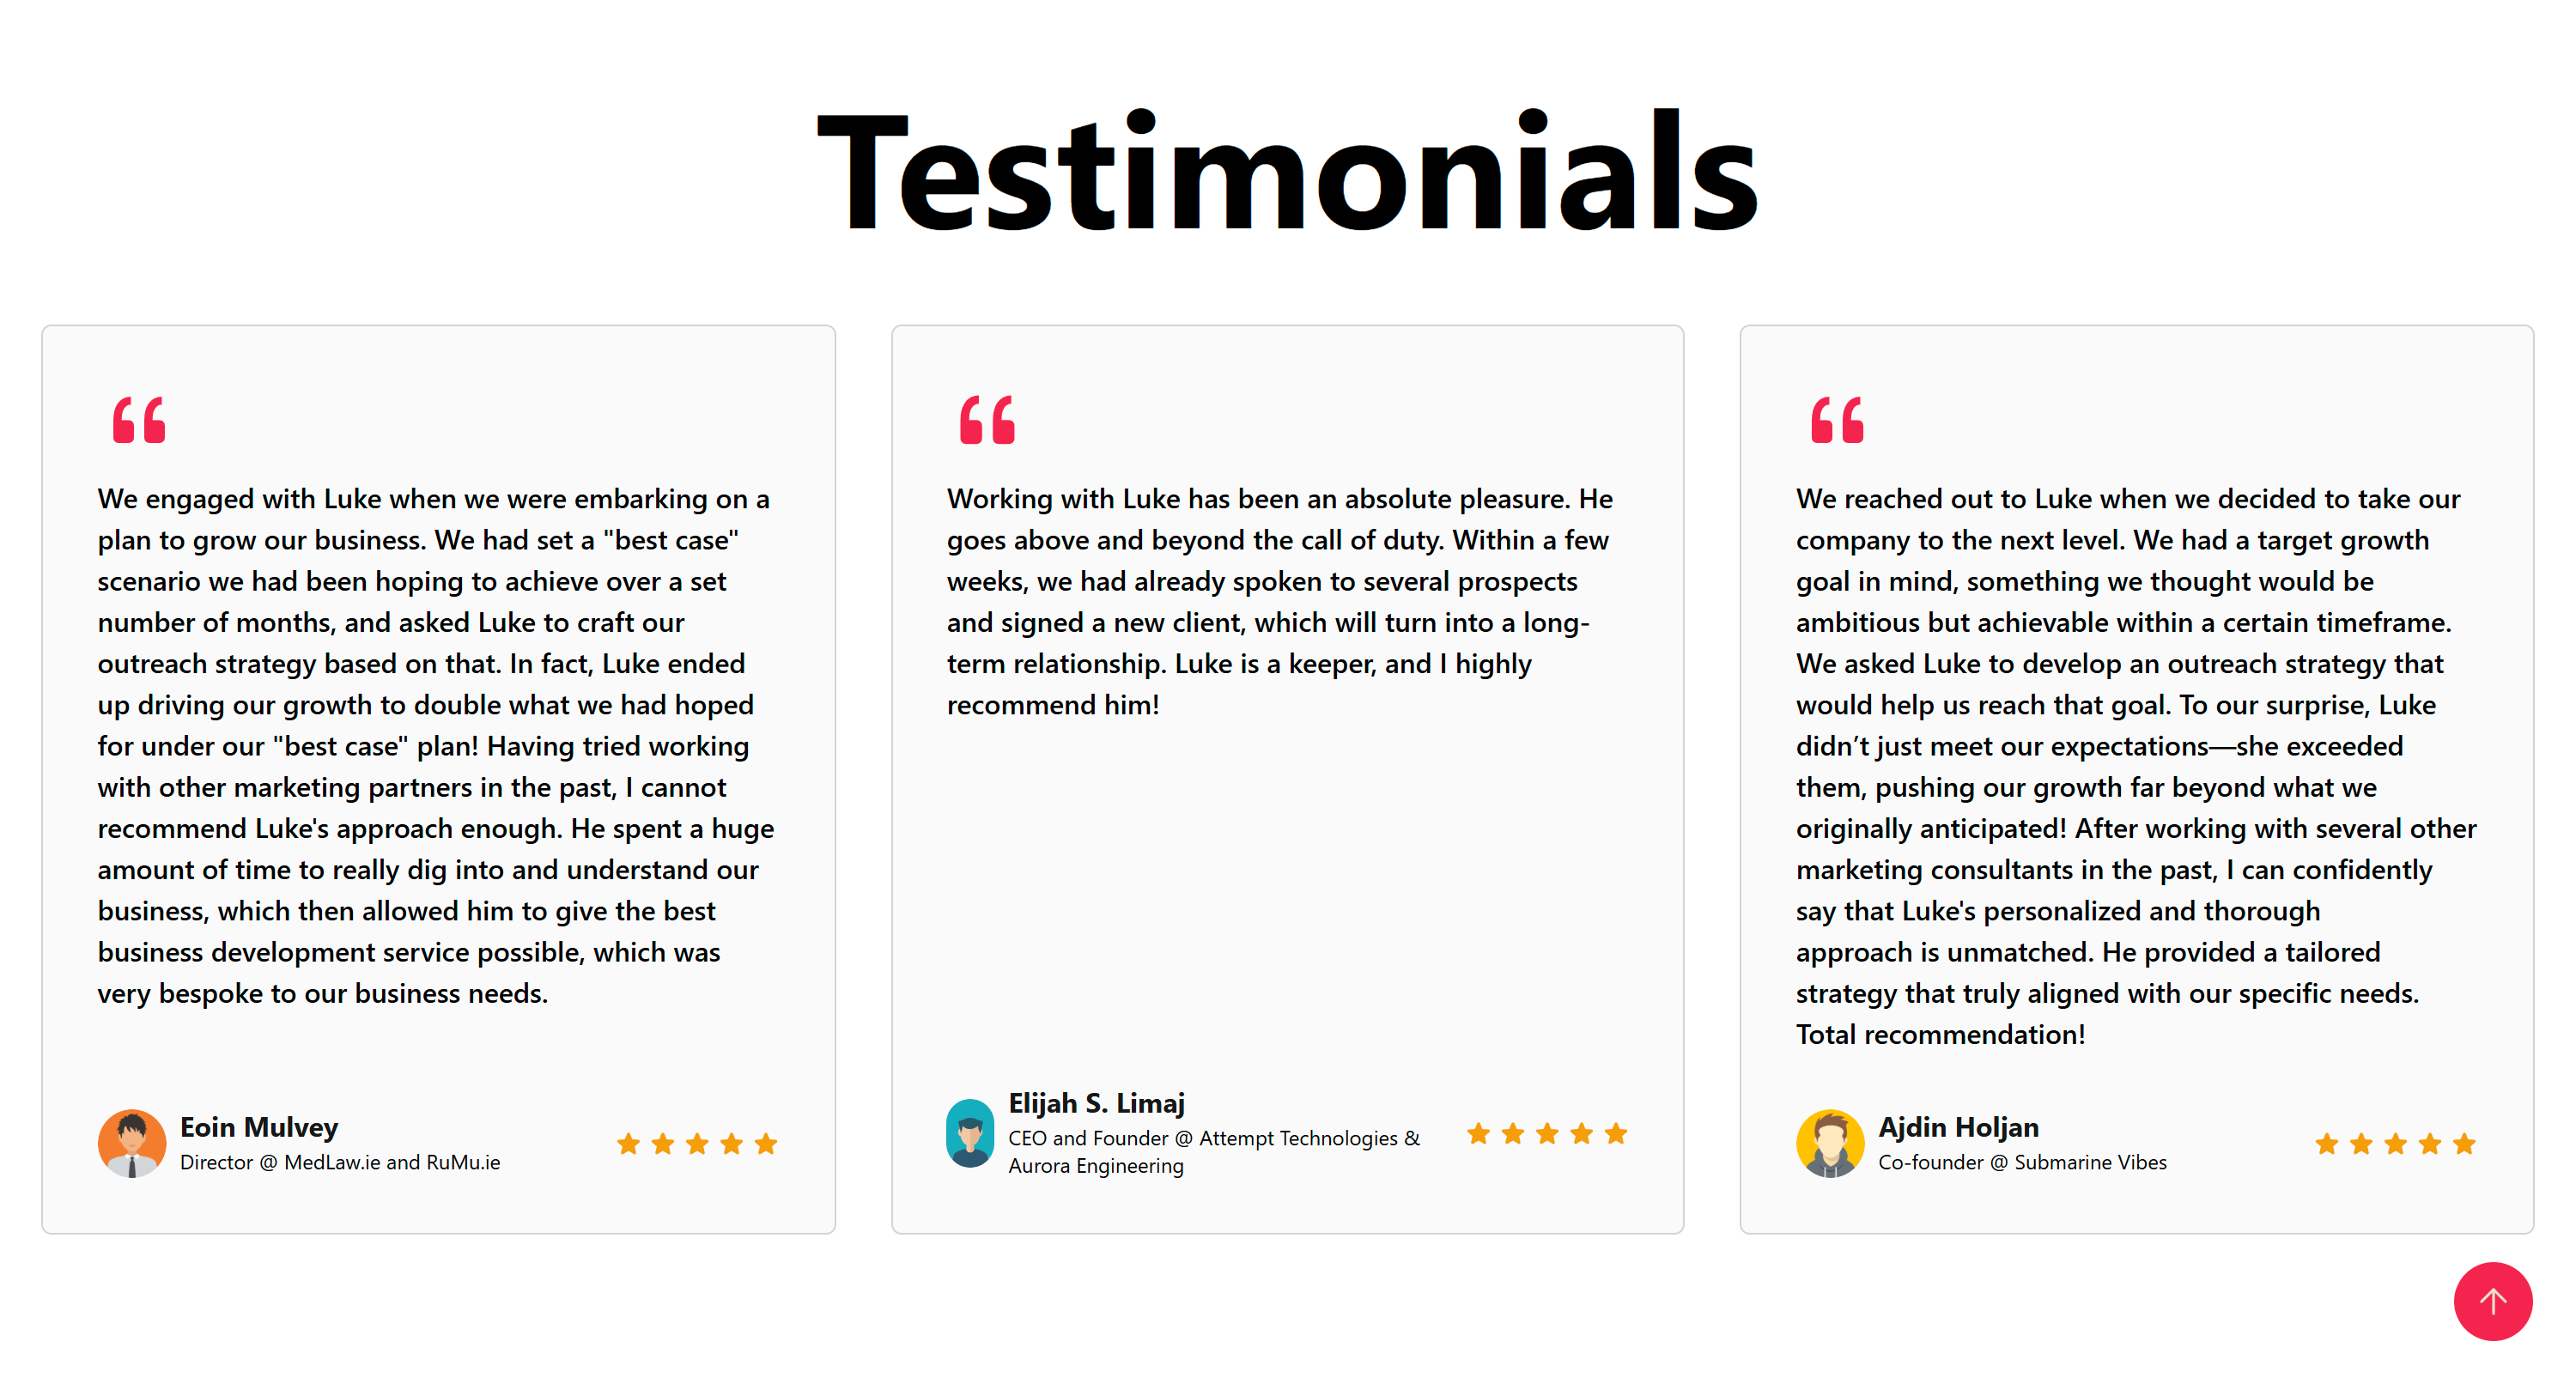 Testimonials
We engaged with Luke when we were embarking on a
plan to grow our business. We had set a "best case"
scenario we had been hoping to achieve over a set
number of months, and asked Luke to craft our
outreach strategy based on that. In fact, Luke ended
up driving our growth to double what we had hoped
for under our "best case" plan! Having tried working
with other marketing partners in the past, I cannot
recommend Luke's approach enough. He spent a huge
amount of time to really dig into and understand our
business, which then allowed him to give the best
business development service possible, which was
very bespoke to our business needs.
Eoin Mulvey
Director @ MedLaw.ie and RuMu.ie
Working with Luke has been an absolute pleasure. He
goes above and beyond the call of duty. Within a few
weeks, we had already spoken to several prospects
and signed a new client, which will turn into a long-
term relationship. Luke is a keeper, and I highly
recommend him!
Elijah S. Limaj
CEO and Founder @ Attempt Technologies &
Aurora Engineering
We reached out to Luke when we decided to take our
company to the next level. We had a target growth
goal in mind, something we thought would be
ambitious but achievable within a certain timeframe.
We asked Luke to develop an outreach strategy that
would help us reach that goal. To our surprise, Luke
didn’t just meet our expectations—she exceeded
them, pushing our growth far beyond what we
originally anticipated! After working with several other
marketing consultants in the past, I can confidently
say that Luke's personalized and thorough
approach is unmatched. He provided a tailored
strategy that truly aligned with our specific needs.
Total recommendation!
Ajdin Holjan
Co-founder @ Submarine Vibes